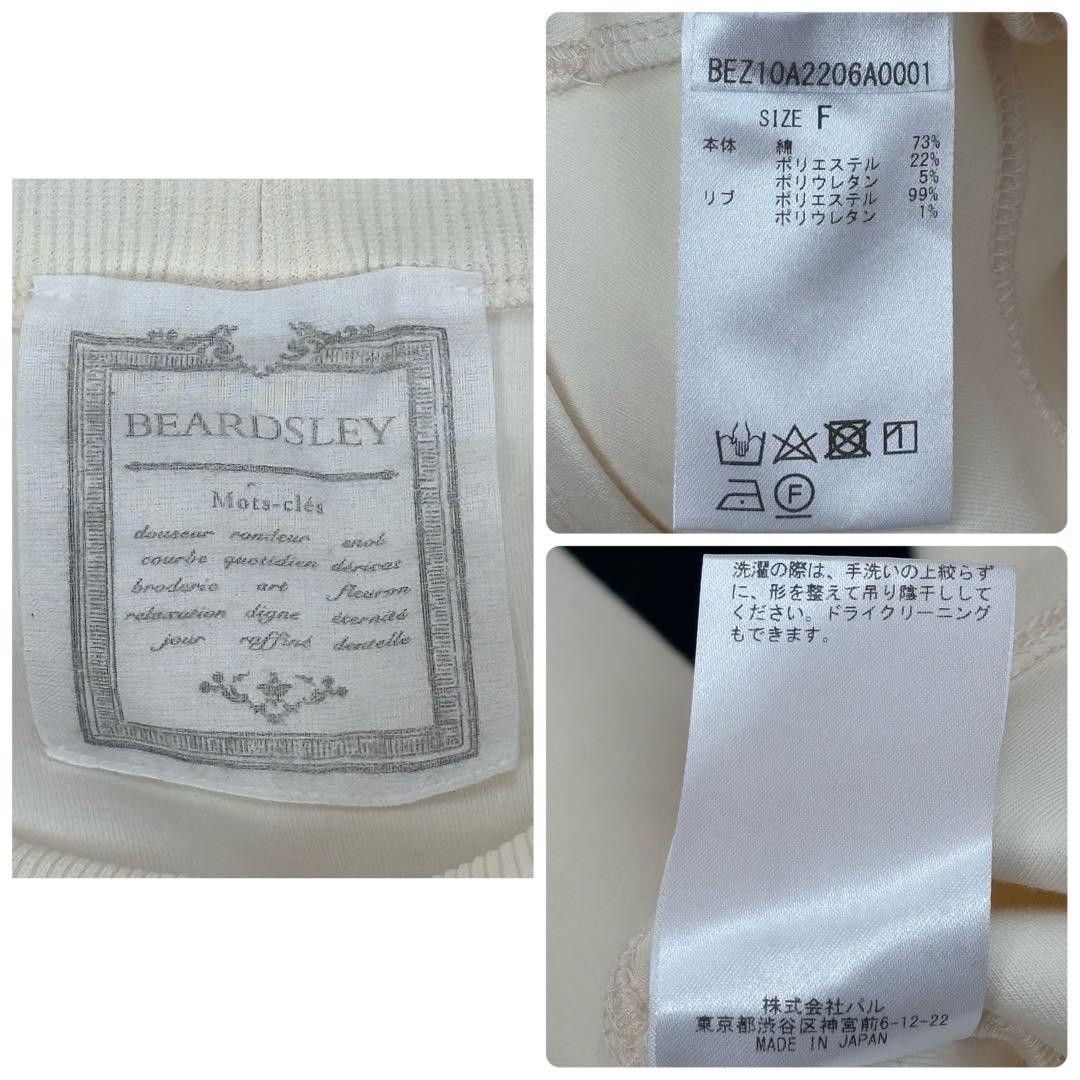 BEARDSLEY
Mots-clés
douceur rondeur snob
courbe quotidien déricat
broderie art fleuron
relaxation digne éternité
jour raffiné dentelle
BEZ10A2206A0001
SIZE F
本体 綿 73%
ポリエステル 22%
ポリウレタン 5%
リブ ポリエステル 99%
ポリウレタン 1%
1
F
洗濯の際は、手洗いの上絞らず
に、形を整えて吊り陰干しして
ください。ドライクリーニング
もできます。
株式会社パル
東京都渋谷区神宮前6-12-22
MADE IN JAPAN